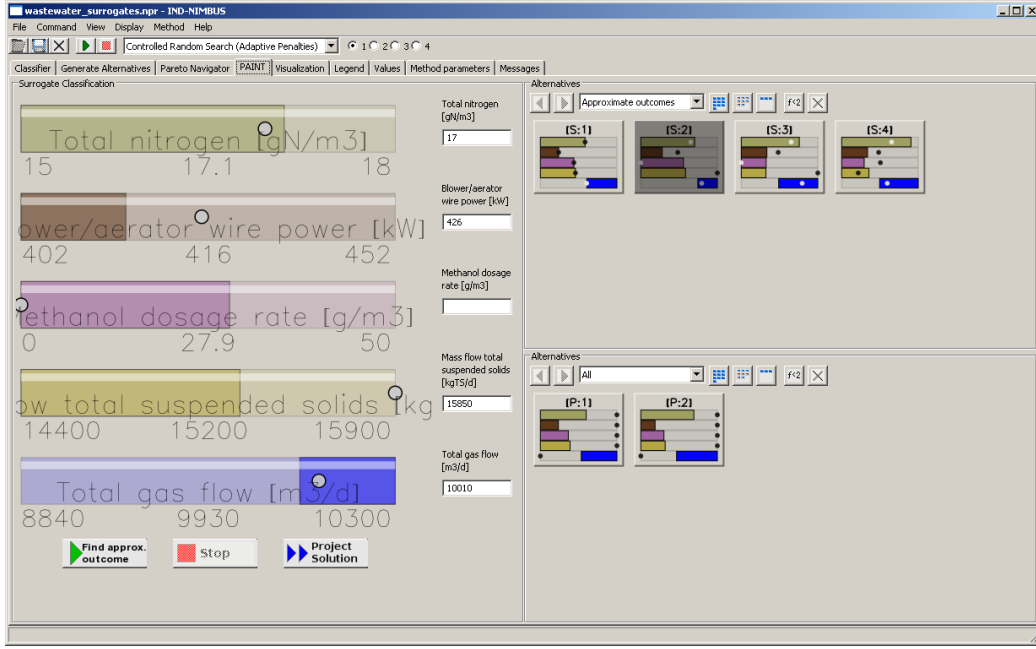 wastewater_surrogates.npr - IND-NIMBUS
File Command View Display Method Help
Controlled Random Search (Adaptive Penalties) 1 2 3 4
Classifier Generate Alternatives Pareto Navigator PAINT Visualization Legend Values Method parameters Messages
Surrogate Classification
Total nitrogen [gN/m3]
15 17.1 18
Total nitrogen
[gN/m3]
17
ower/aerator wire power [kW]
402 416 452
Blower/aerator
wire power [kW]
426
ethanol dosage rate [g/m3]
0 27.9 50
Methanol dosage
rate [g/m3]
ow total suspended solids [kg
14400 15200 15900
Mass flow total
suspended solids
[kgTS/d]
15850
Total gas flow [m3/d]
8840 9930 10300
Total gas flow
[m3/d]
10010
Find approx.
outcome
Stop
Project
Solution
Alternatives
Approximate outcomes f<2
[S:1] [S:2] [S:3] [S:4]
Alternatives
All f<2
[P:1] [P:2]